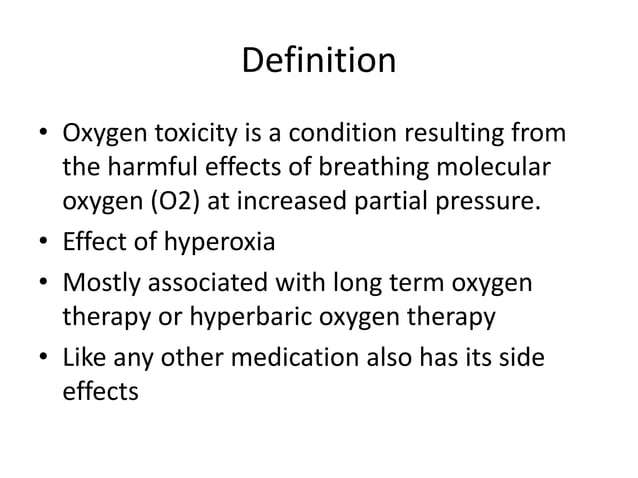 Definition
• Oxygen toxicity is a condition resulting from
the harmful effects of breathing molecular
oxygen (O2) at increased partial pressure.
• Effect of hyperoxia
• Mostly associated with long term oxygen
therapy or hyperbaric oxygen therapy
• Like any other medication also has its side
effects